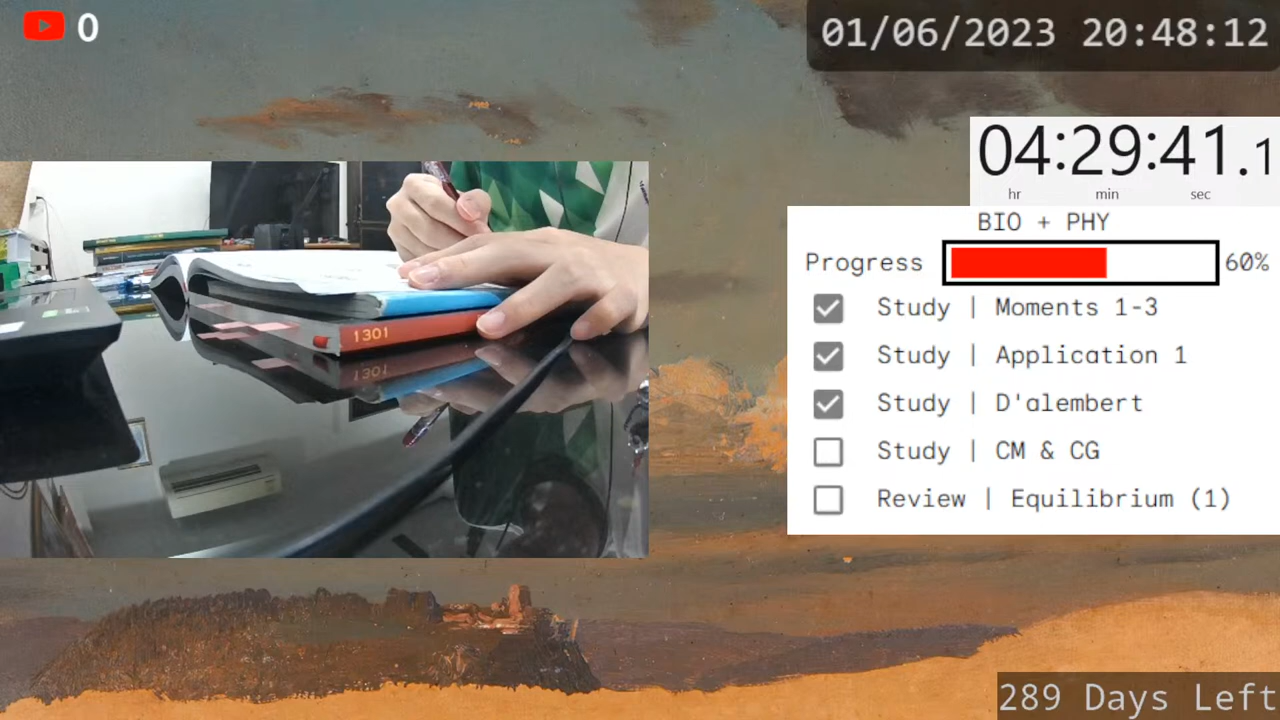 0
01/06/2023 20:48:12
04:29:41.1
hr min sec
BIO + PHY
Progress 60%
Study | Moments 1-3
Study | Application 1
Study | D'alembert
Study | CM & CG
Review | Equilibrium (1)
1301
289 Days Left